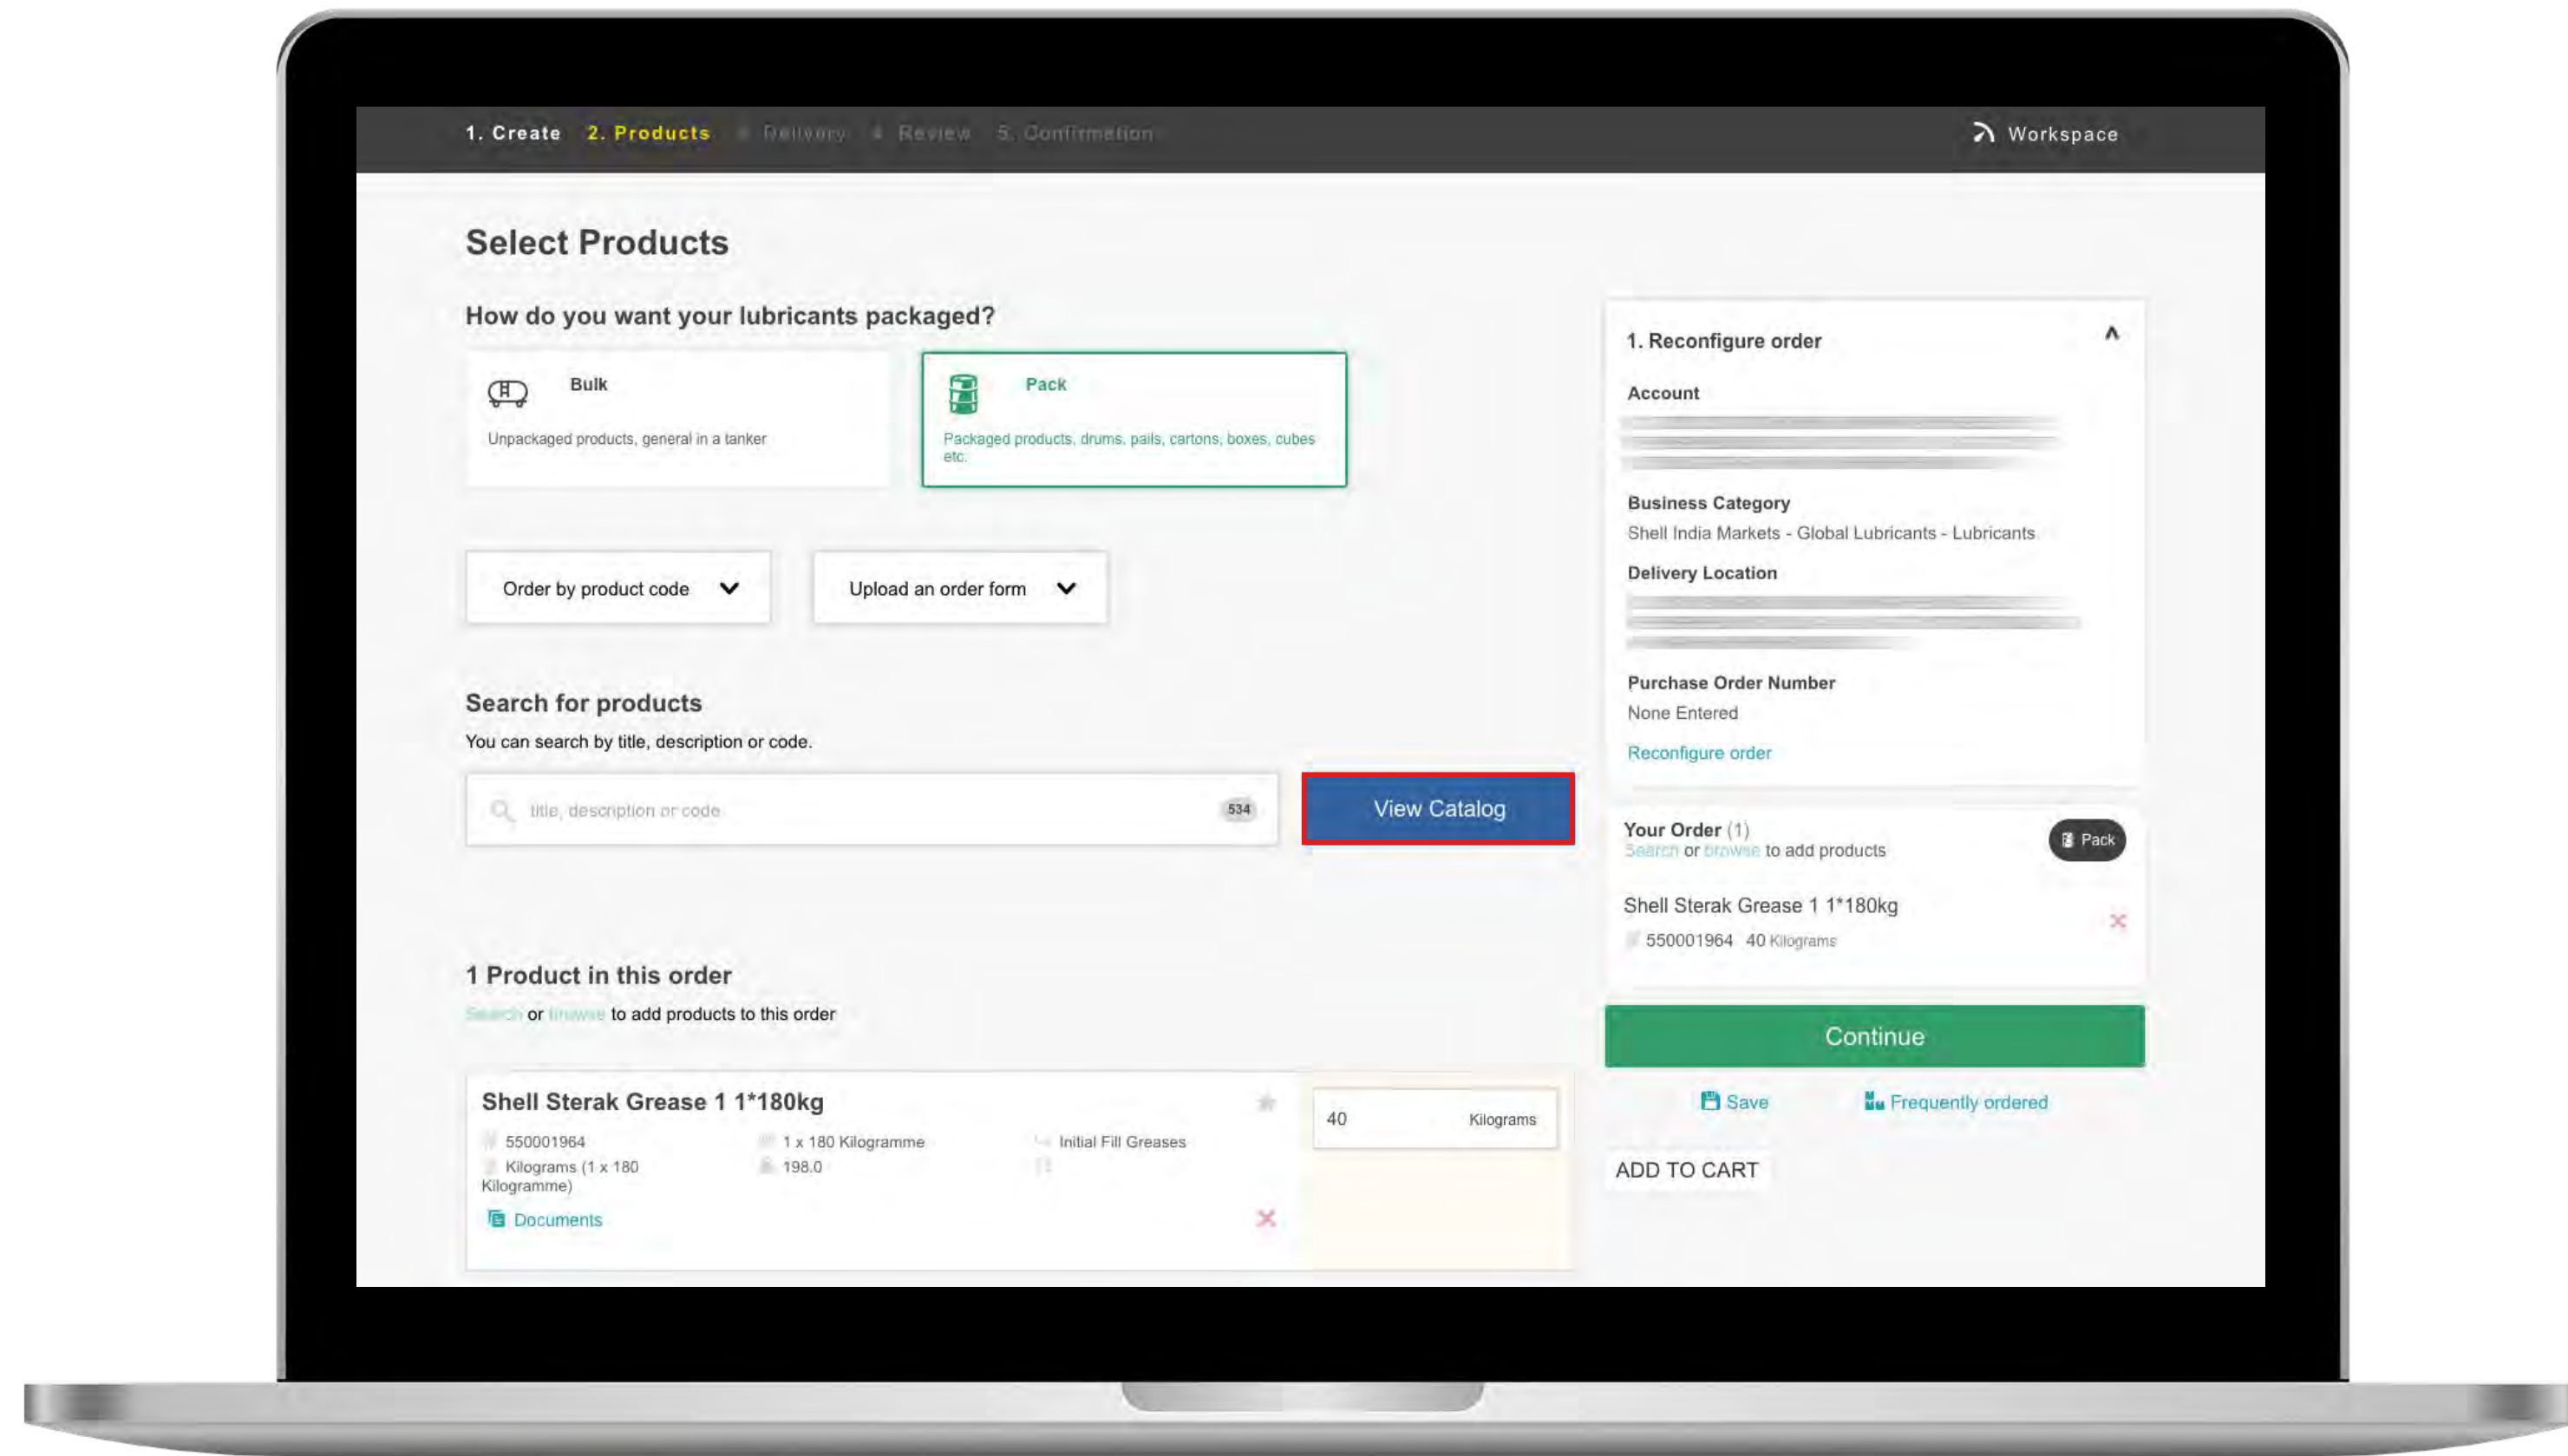 1. Create 2. Products 3 Delivery 4 Review 5. Confirmation
Workspace
Select Products
How do you want your lubricants packaged?
Bulk
Unpackaged products, general in a tanker
Pack
Packaged products, drums, pails, cartons, boxes, cubes
etc.
Order by product code
Upload an order form
Search for products
You can search by title, description or code.
title, description or code
534
View Catalog
1 Product in this order
Search or browse to add products to this order
Shell Sterak Grease 1 1*180kg
550001964
1 x 180 Kilogramme
Initial Fill Greases
Kilograms (1 x 180
Kilogramme)
198.0
Documents
40 Kilograms
1. Reconfigure order
Account
Business Category
Shell India Markets - Global Lubricants - Lubricants
Delivery Location
Purchase Order Number
None Entered
Reconfigure order
Your Order (1)
Search or browse to add products
Pack
Shell Sterak Grease 1 1*180kg
550001964 40 Kilograms
Continue
Save
Frequently ordered
ADD TO CART